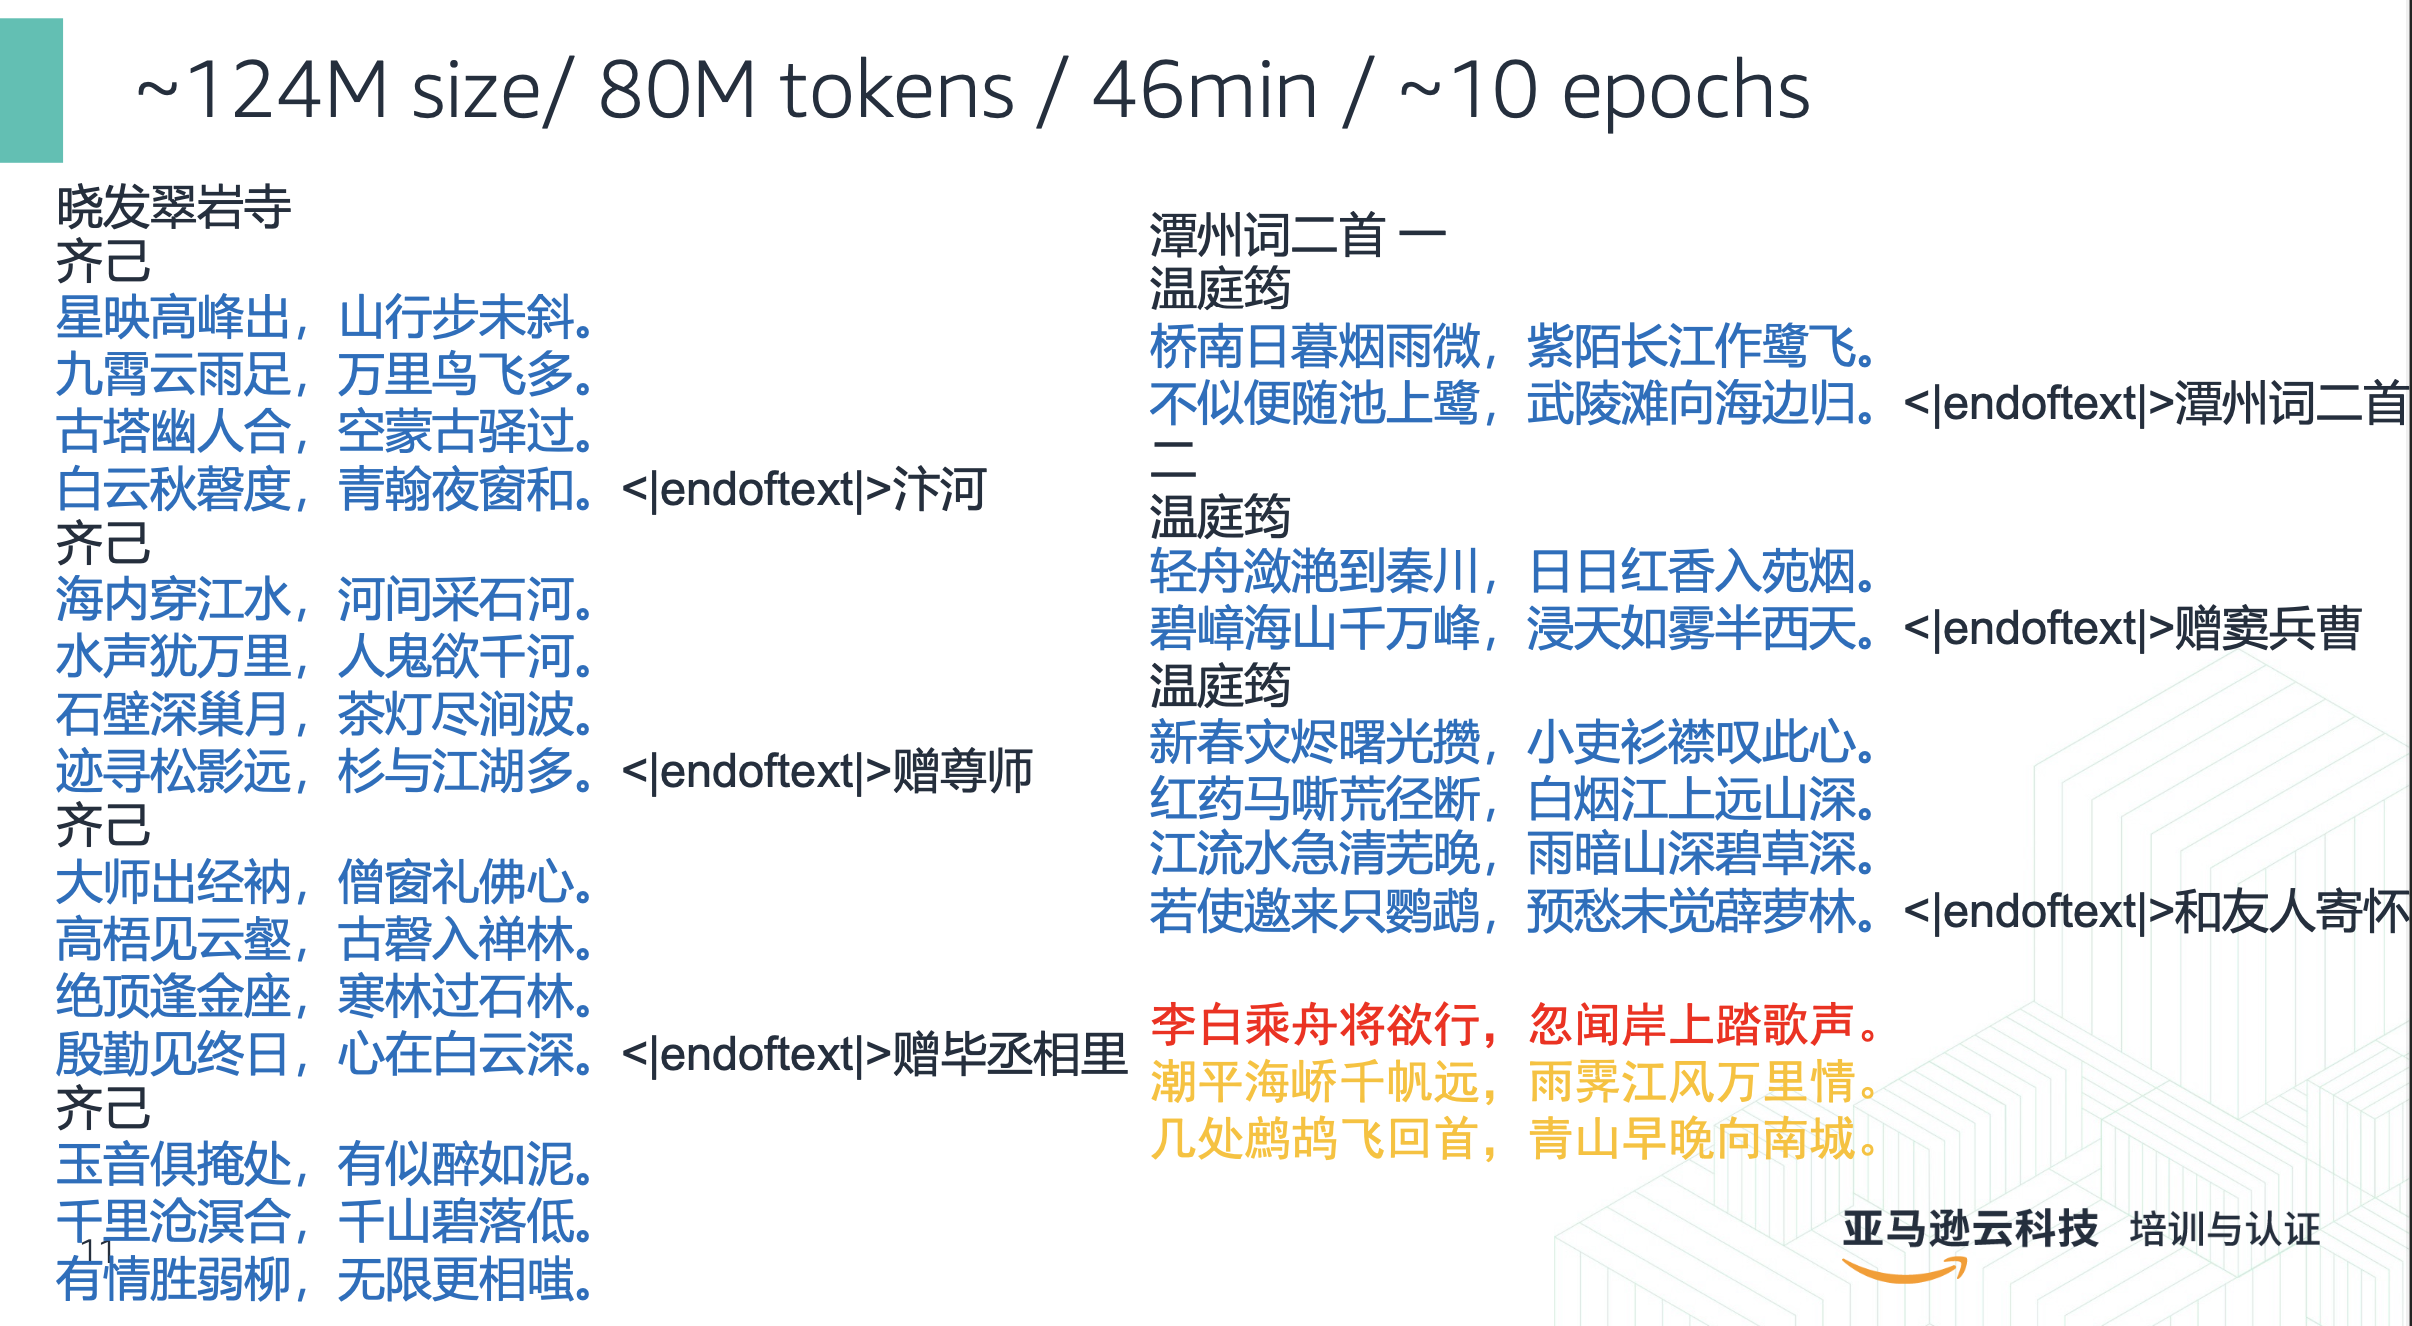 ~124M size/ 80M tokens / 46min / ~10 epochs
晓发翠岩寺
齐己
星映高峰出，山行步未斜。
九霄云雨足，万里鸟飞多。
古塔幽人合，空蒙古驿过。
白云秋磬度，青翰夜窗和。<|endoftext|>汴河
齐己
海内穿江水，河间采石河。
水声犹万里，人鬼欲千河。
石壁深巢月，茶灯尽涧波。
迹寻松影远，杉与江湖多。<|endoftext|>赠尊师
齐己
大师出经衲，僧窗礼佛心。
高梧见云壑，古磬入禅林。
绝顶逢金座，寒林过石林。
殷勤见终日，心在白云深。<|endoftext|>赠毕丞相里
齐己
玉音俱掩处，有似醉如泥。
千里沧溟合，千山碧落低。
有情胜弱柳，无限更相嗤。
11
潭州词二首 一
温庭筠
桥南日暮烟雨微，紫陌长江作鹭飞。
不似便随池上鹭，武陵滩向海边归。<|endoftext|>潭州词二首
二
温庭筠
轻舟潋滟到秦川，日日红香入苑烟。
碧嶂海山千万峰，浸天如雾半西天。<|endoftext|>赠窦兵曹
温庭筠
新春灾烬曙光攒，小吏衫襟叹此心。
红药马嘶荒径断，白烟江上远山深。
江流水急清芜晚，雨暗山深碧草深。
若使邀来只鹦鹉，预愁未觉薜萝林。<|endoftext|>和友人寄怀
李白乘舟将欲行，忽闻岸上踏歌声。
潮平海峤千帆远，雨霁江风万里情。
几处鹧鸪飞回首，青山早晚向南城。
亚马逊云科技 培训与认证